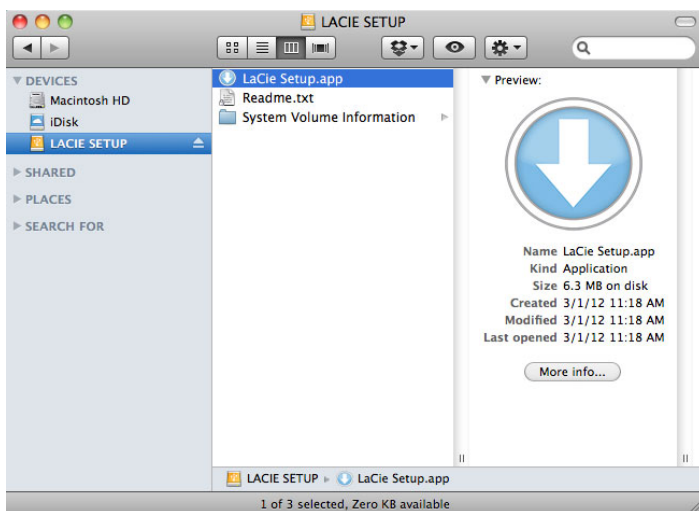 LACIE SETUP
DEVICES
Macintosh HD
iDisk
LACIE SETUP
SHARED
PLACES
SEARCH FOR
LaCie Setup.app
Readme.txt
System Volume Information
Preview:
Name LaCie Setup.app
Kind Application
Size 6.3 MB on disk
Created 3/1/12 11:18 AM
Modified 3/1/12 11:18 AM
Last opened 3/1/12 11:18 AM
More info...
LACIE SETUP LaCie Setup.app
1 of 3 selected, Zero KB available